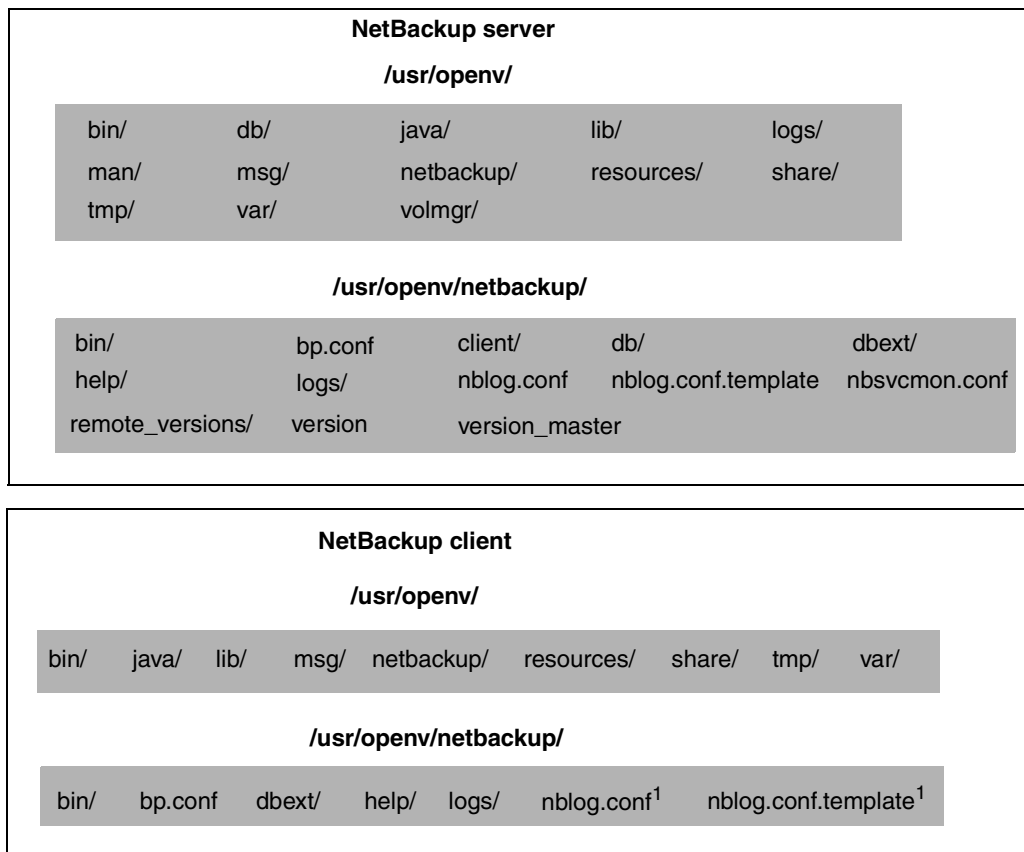 NetBackup server
/usr/openv/
bin/ db/ java/ lib/ logs/
man/ msg/ netbackup/ resources/ share/
tmp/ var/ volmgr/
/usr/openv/netbackup/
bin/ bp.conf client/ db/ dbext/
help/ logs/ nblog.conf nblog.conf.template nbsvcmon.conf
remote_versions/ version version_master
NetBackup client
/usr/openv/
bin/ java/ lib/ msg/ netbackup/ resources/ share/ tmp/ var/
/usr/openv/netbackup/
bin/ bp.conf dbext/ help/ logs/ nblog.conf1 nblog.conf.template1